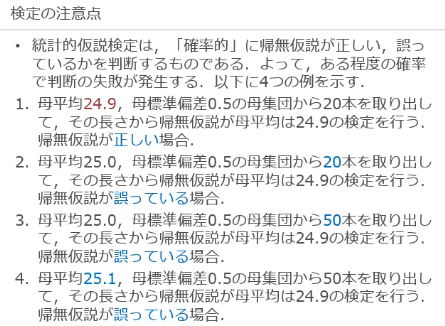 検定の注意点
• 統計的仮説検定は，「確率的」に帰無仮説が正しい，誤っ
ているかを判断するものである．よって，ある程度の確率
で判断の失敗が発生する．以下に4つの例を示す．
1. 母平均24.9，母標準偏差0.5の母集団から20本を取り出し
て，その長さから帰無仮説が母平均は24.9の検定を行う．
帰無仮説が正しい場合．
2. 母平均25.0，母標準偏差0.5の母集団から20本を取り出し
て，その長さから帰無仮説が母平均は24.9の検定を行う．
帰無仮説が誤っている場合．
3. 母平均25.0，母標準偏差0.5の母集団から50本を取り出し
て，その長さから帰無仮説が母平均は24.9の検定を行う．
帰無仮説が誤っている場合．
4. 母平均25.1，母標準偏差0.5の母集団から50本を取り出し
て，その長さから帰無仮説が母平均は24.9の検定を行う．
帰無仮説が誤っている場合．